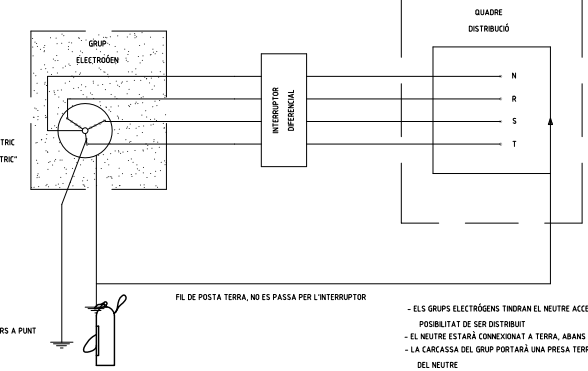 QUADRE
DISTRIBUCIÓ
GRUP
ELECTROÓEN
N
R
S
T
INTERRUPTOR
DIFERENCIAL
TRIC
TRIC"
FIL DE POSTA TERRA, NO ES PASSA PER L'INTERRUPTOR
RS A PUNT
- ELS GRUPS ELECTRÓGENS TINDRAN EL NEUTRE ACCE
POSIBILITAT DE SER DISTRIBUIT
- EL NEUTRE ESTARÀ CONNEXIONAT A TERRA, ABANS
- LA CARCASSA DEL GRUP PORTARÀ UNA PRESA TERR
DEL NEUTRE